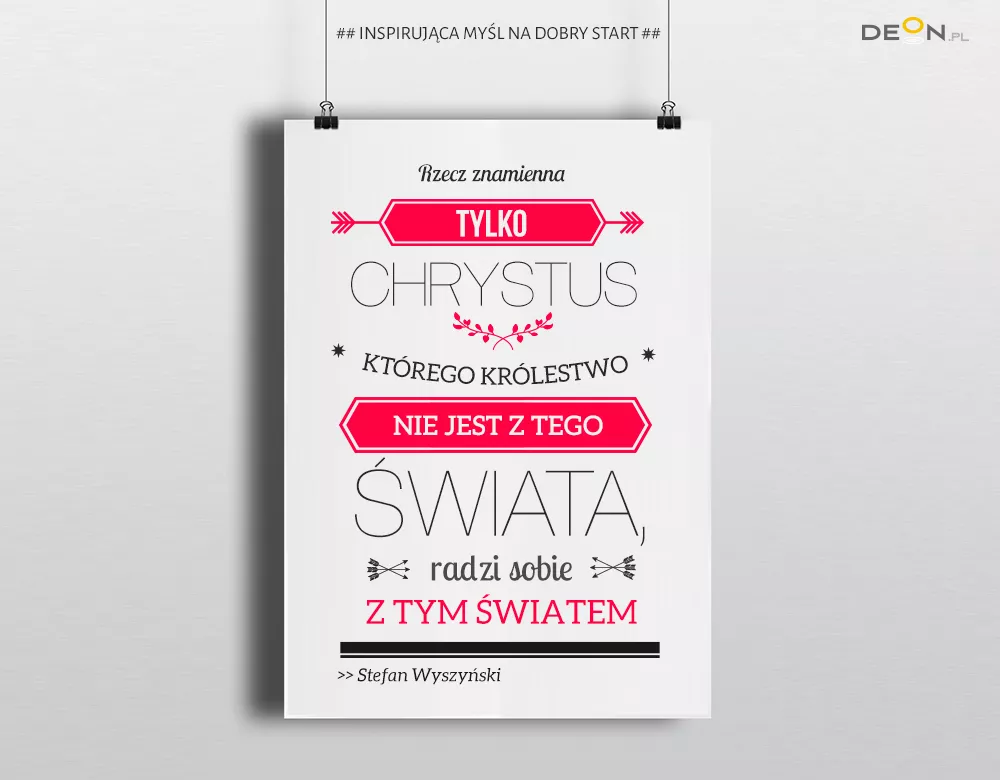 ## INSPIRUJĄCA MYŚL NA DOBRY START ##
DEON.PL
Rzecz znamienna
TYLKO
CHRYSTUS
KTÓREGO KRÓLESTWO
NIE JEST Z TEGO
ŚWIATA,
radzi sobie
Z TYM ŚWIATEM
>> Stefan Wyszyński